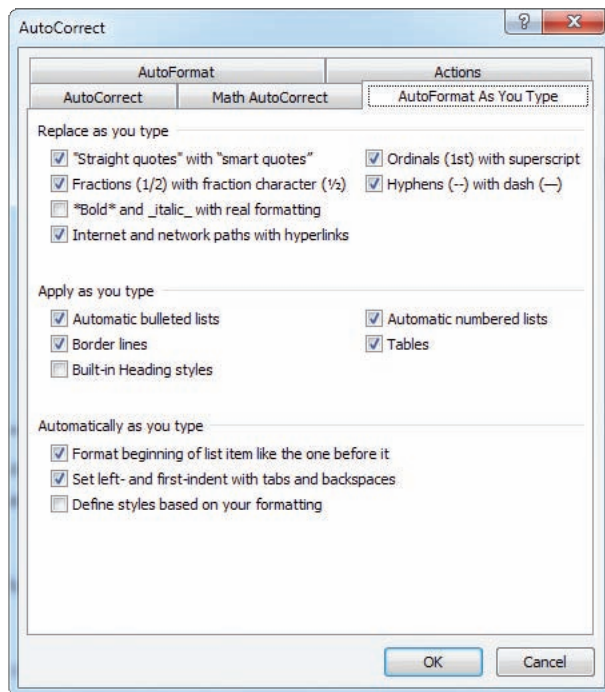 AutoCorrect
AutoFormat Actions
AutoCorrect Math AutoCorrect AutoFormat As You Type
Replace as you type
"Straight quotes" with “smart quotes” Ordinals (1st) with superscript
Fractions (1/2) with fraction character (½) Hyphens (--) with dash (—)
*Bold* and _italic_ with real formatting
Internet and network paths with hyperlinks
Apply as you type
Automatic bulleted lists Automatic numbered lists
Border lines Tables
Built-in Heading styles
Automatically as you type
Format beginning of list item like the one before it
Set left- and first-indent with tabs and backspaces
Define styles based on your formatting
OK Cancel